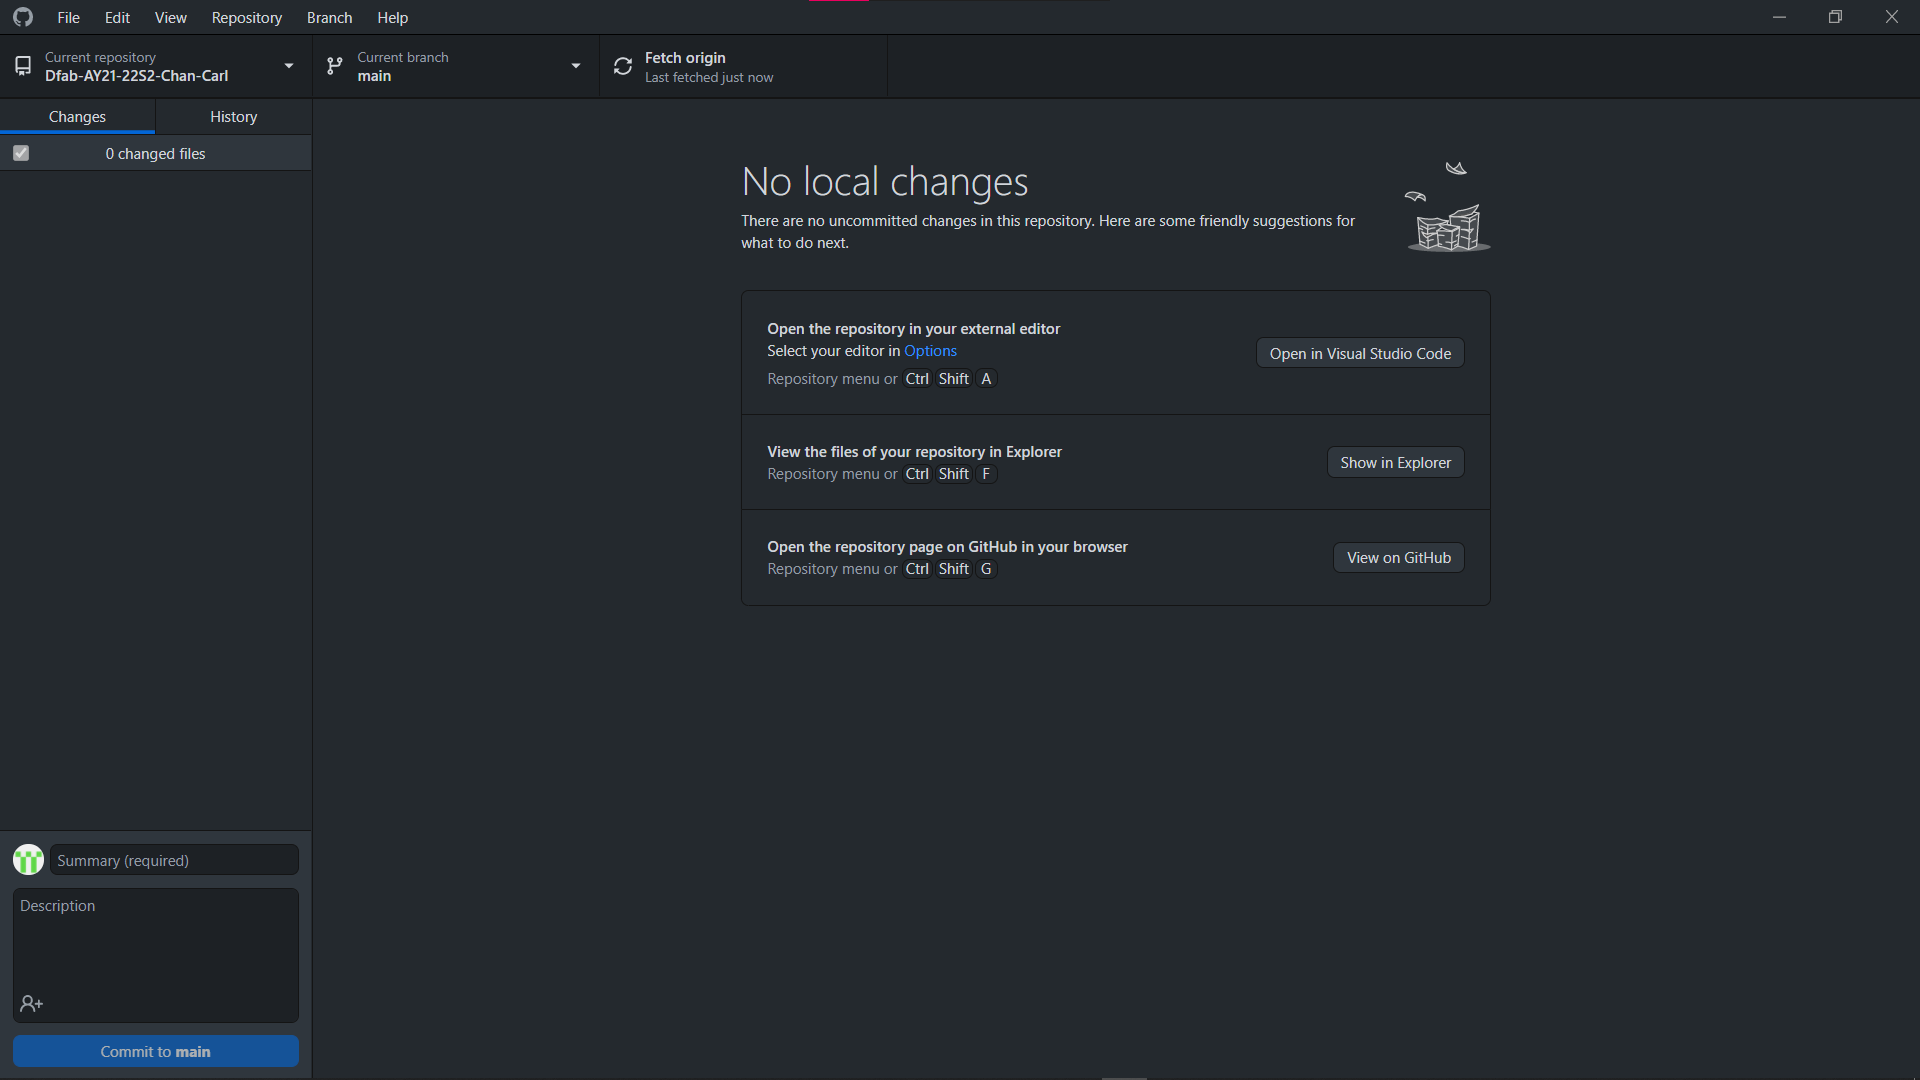 File Edit View Repository Branch Help
Current repository
Dfab-AY21-22S2-Chan-Carl
Current branch
main
Fetch origin
Last fetched just now
Changes
History
0 changed files
No local changes
There are no uncommitted changes in this repository. Here are some friendly suggestions for
what to do next.
Open the repository in your external editor
Select your editor in Options
Repository menu or Ctrl Shift A
Open in Visual Studio Code
View the files of your repository in Explorer
Repository menu or Ctrl Shift F
Show in Explorer
Open the repository page on GitHub in your browser
Repository menu or Ctrl Shift G
View on GitHub
Summary (required)
Description
Commit to main